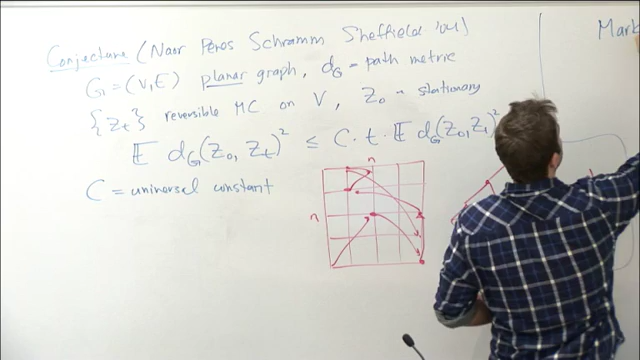 Conjecture (Naor Peres Schramm Sheffield '04)
G = (V,E) planar graph, d_G = path metric
{Z_t} reversible MC on V, Z_0 ~ stationary
𝔼 d_G(Z_0, Z_t)^2 ≤ C · t · 𝔼 d_G(Z_0, Z_1)^2
C = universal constant
n
n
Mark